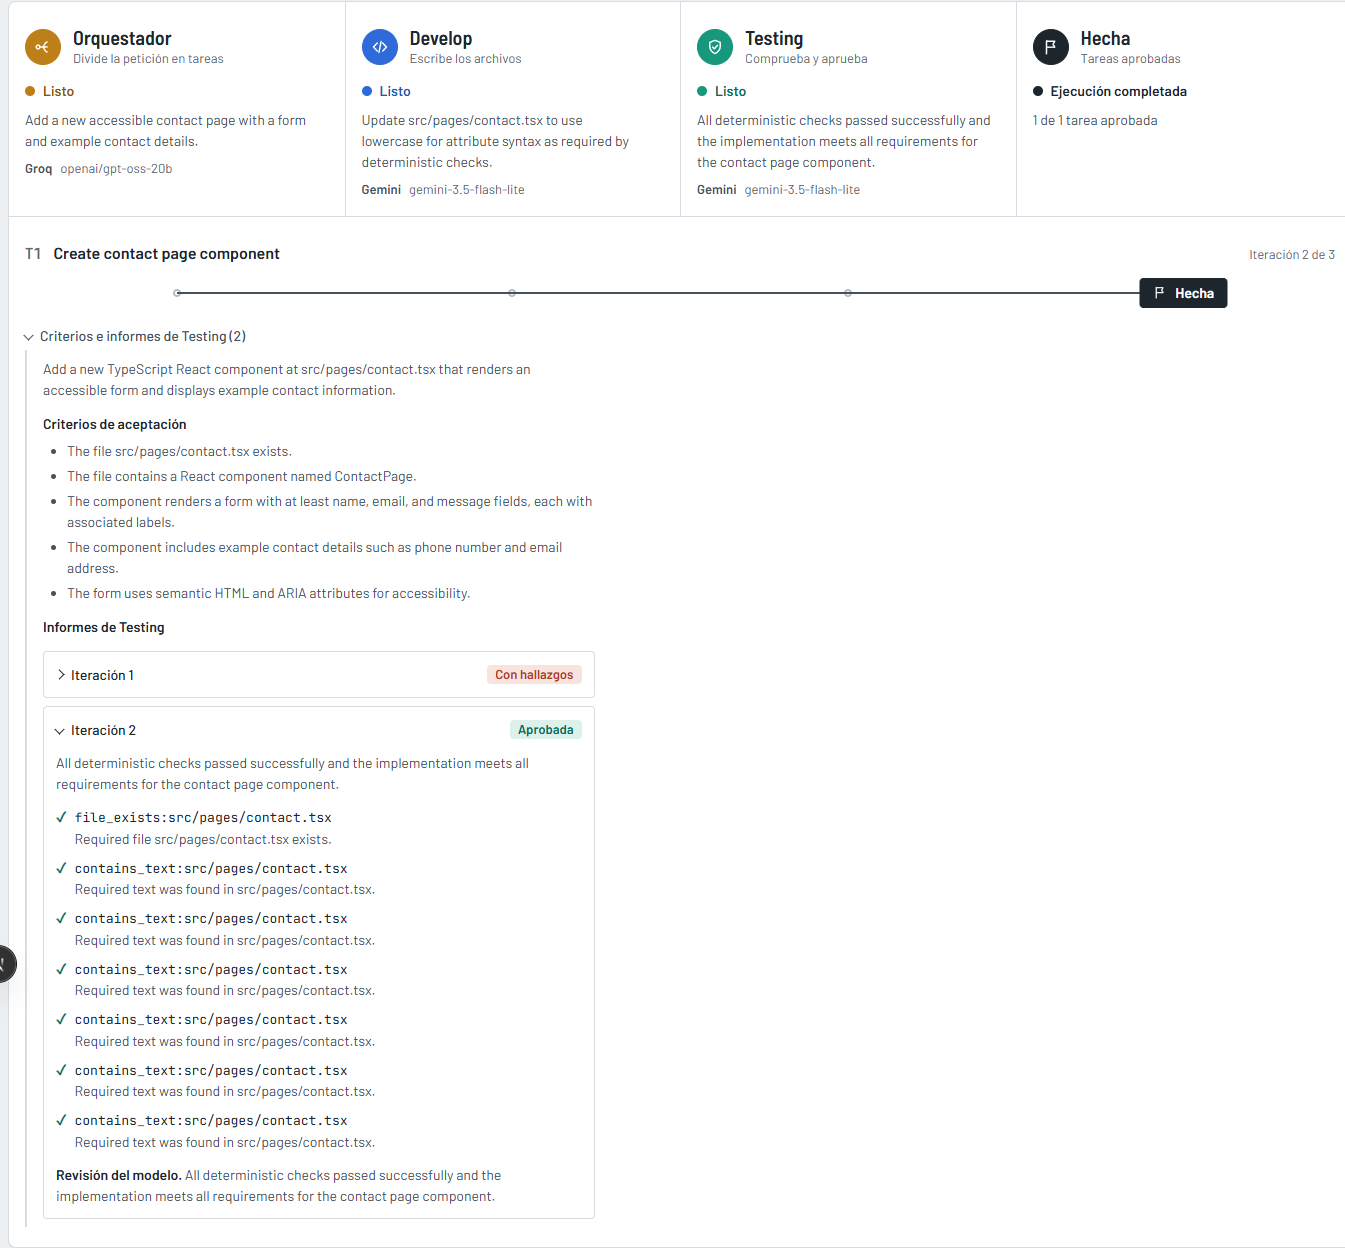 Orquestador
Divide la petición en tareas
Listo
Add a new accessible contact page with a form
and example contact details.
Groq openai/gpt-oss-20b
Develop
Escribe los archivos
Listo
Update src/pages/contact.tsx to use
lowercase for attribute syntax as required by
deterministic checks.
Gemini gemini-3.5-flash-lite
Testing
Comprueba y aprueba
Listo
All deterministic checks passed successfully and
the implementation meets all requirements for
the contact page component.
Gemini gemini-3.5-flash-lite
Hecha
Tareas aprobadas
Ejecución completada
1 de 1 tarea aprobada
T1 Create contact page component
Iteración 2 de 3
Hecha
Criterios e informes de Testing (2)
Add a new TypeScript React component at src/pages/contact.tsx that renders an
accessible form and displays example contact information.
Criterios de aceptación
The file src/pages/contact.tsx exists.
The file contains a React component named ContactPage.
The component renders a form with at least name, email, and message fields, each with
associated labels.
The component includes example contact details such as phone number and email
address.
The form uses semantic HTML and ARIA attributes for accessibility.
Informes de Testing
Iteración 1
Con hallazgos
Iteración 2
Aprobada
All deterministic checks passed successfully and the implementation meets all
requirements for the contact page component.
file_exists:src/pages/contact.tsx
Required file src/pages/contact.tsx exists.
contains_text:src/pages/contact.tsx
Required text was found in src/pages/contact.tsx.
contains_text:src/pages/contact.tsx
Required text was found in src/pages/contact.tsx.
contains_text:src/pages/contact.tsx
Required text was found in src/pages/contact.tsx.
contains_text:src/pages/contact.tsx
Required text was found in src/pages/contact.tsx.
contains_text:src/pages/contact.tsx
Required text was found in src/pages/contact.tsx.
contains_text:src/pages/contact.tsx
Required text was found in src/pages/contact.tsx.
Revisión del modelo. All deterministic checks passed successfully and the
implementation meets all requirements for the contact page component.